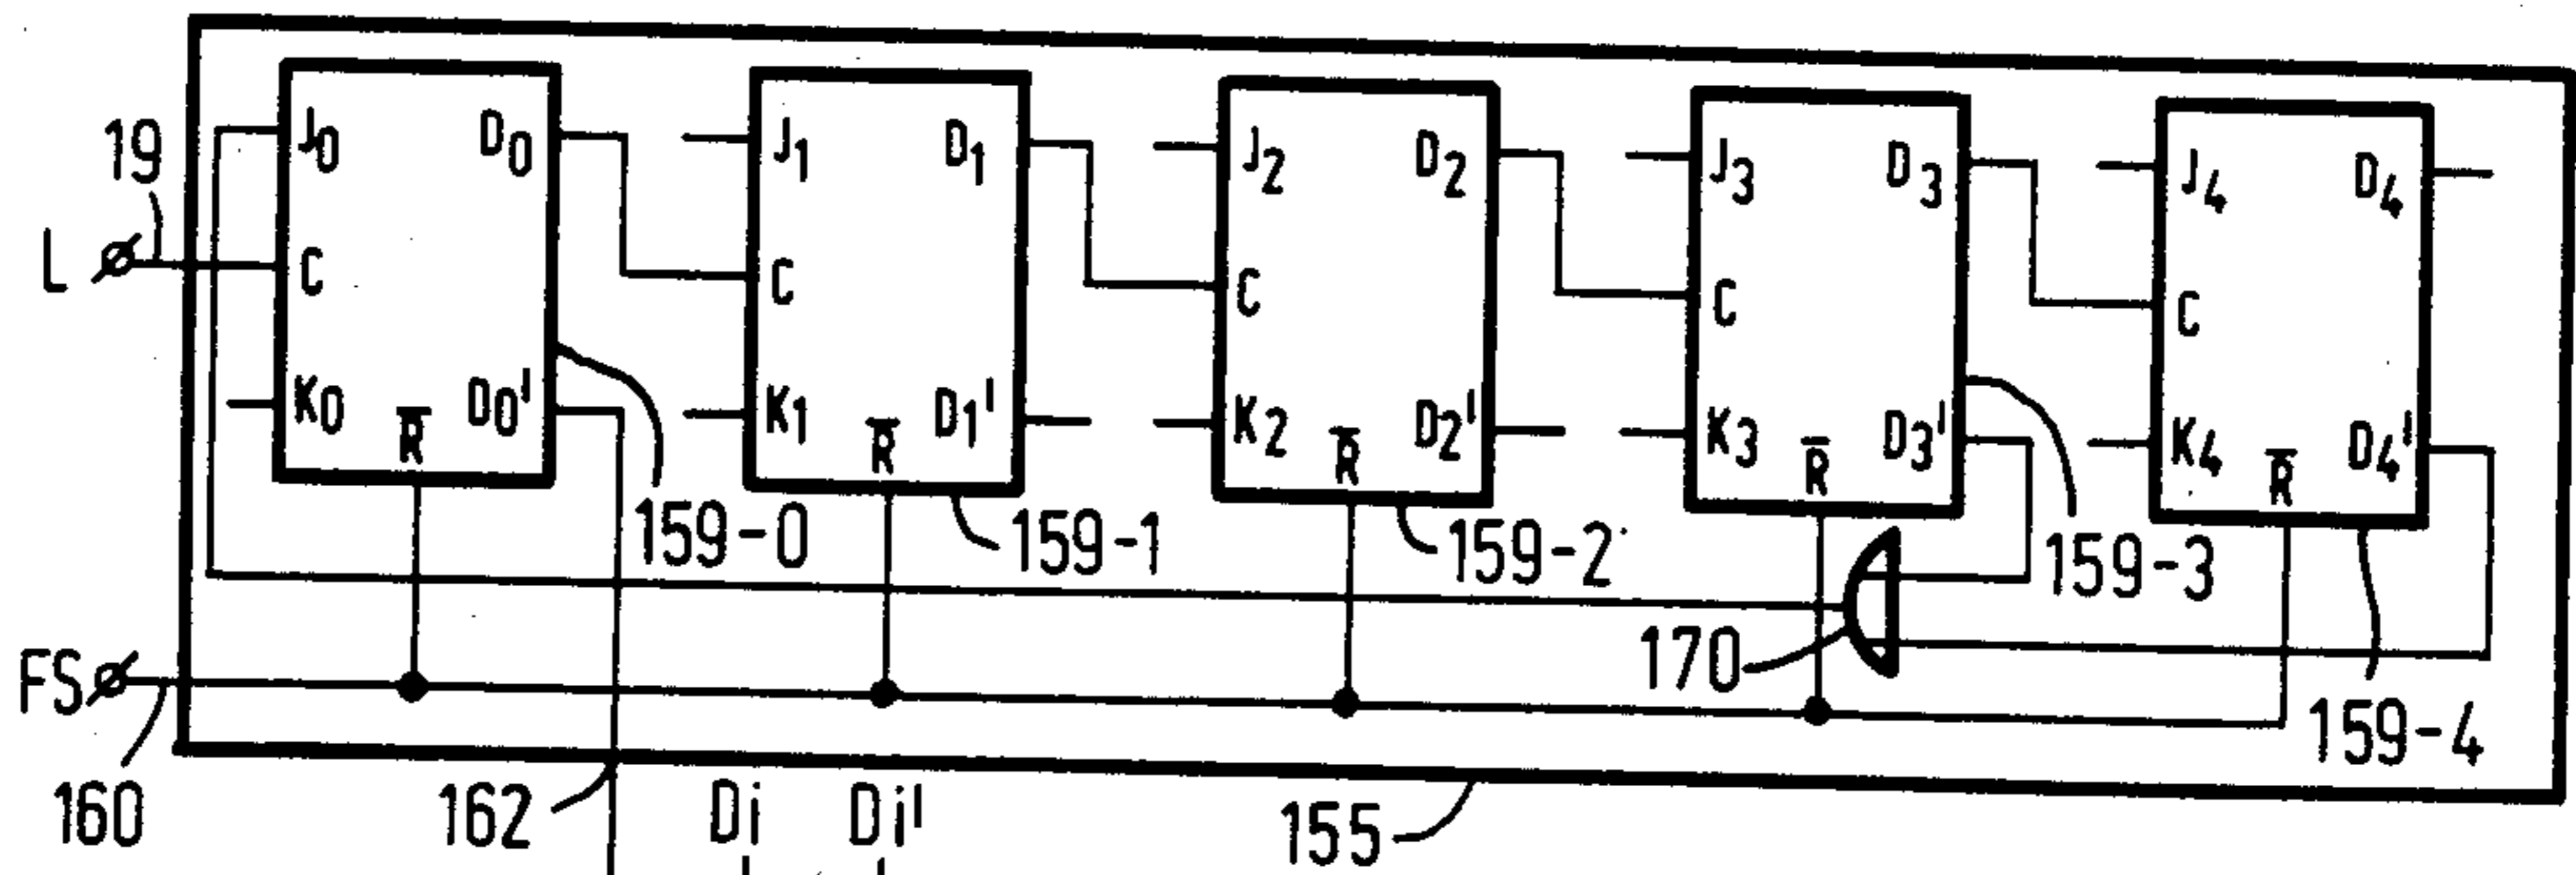 19
L
J0 D0
C
K0 R̅ D0'
159-0
J1 D1
C
K1 R̅ D1'
159-1
J2 D2
C
K2 R̅ D2'
159-2
J3 D3
C
K3 R̅ D3'
159-3
J4 D4
C
K4 R̅ D4'
159-4
170
FS
160
162
Di Di'
155